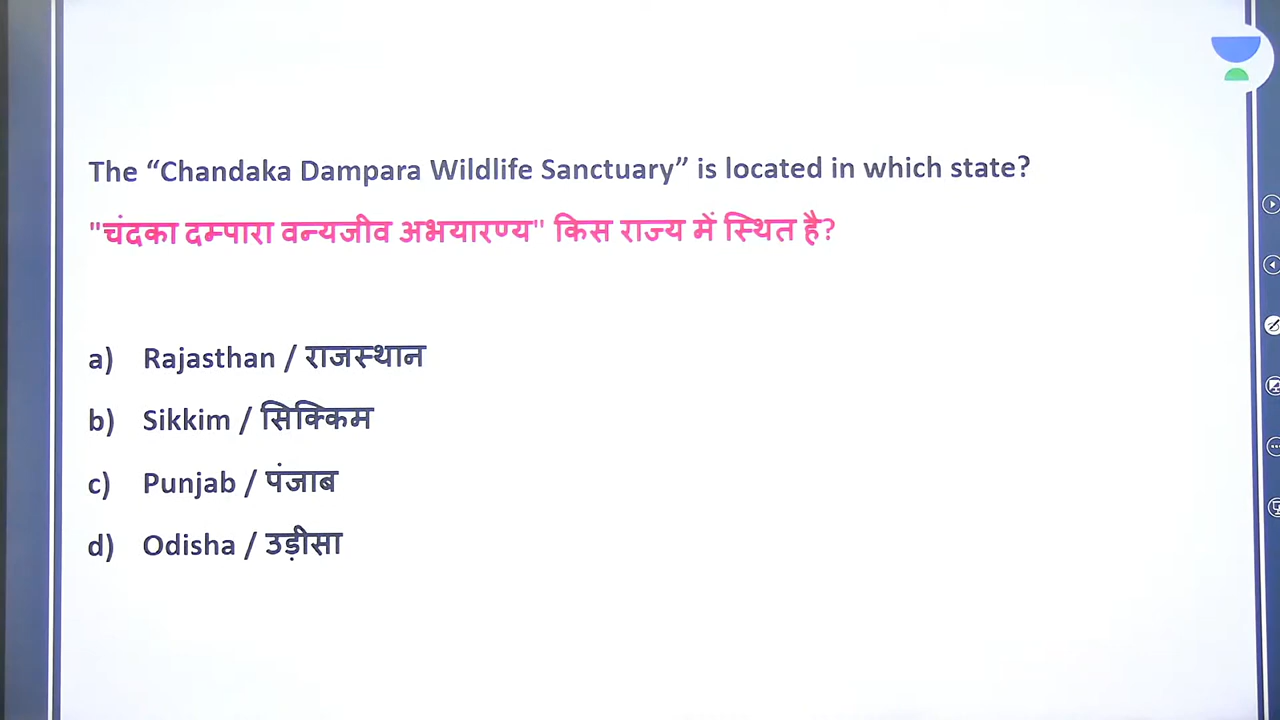 The “Chandaka Dampara Wildlife Sanctuary” is located in which state?
"चंदका दम्पारा वन्यजीव अभयारण्य" किस राज्य में स्थित है?
a) Rajasthan / राजस्थान
b) Sikkim / सिक्किम
c) Punjab / पंजाब
d) Odisha / उड़ीसा